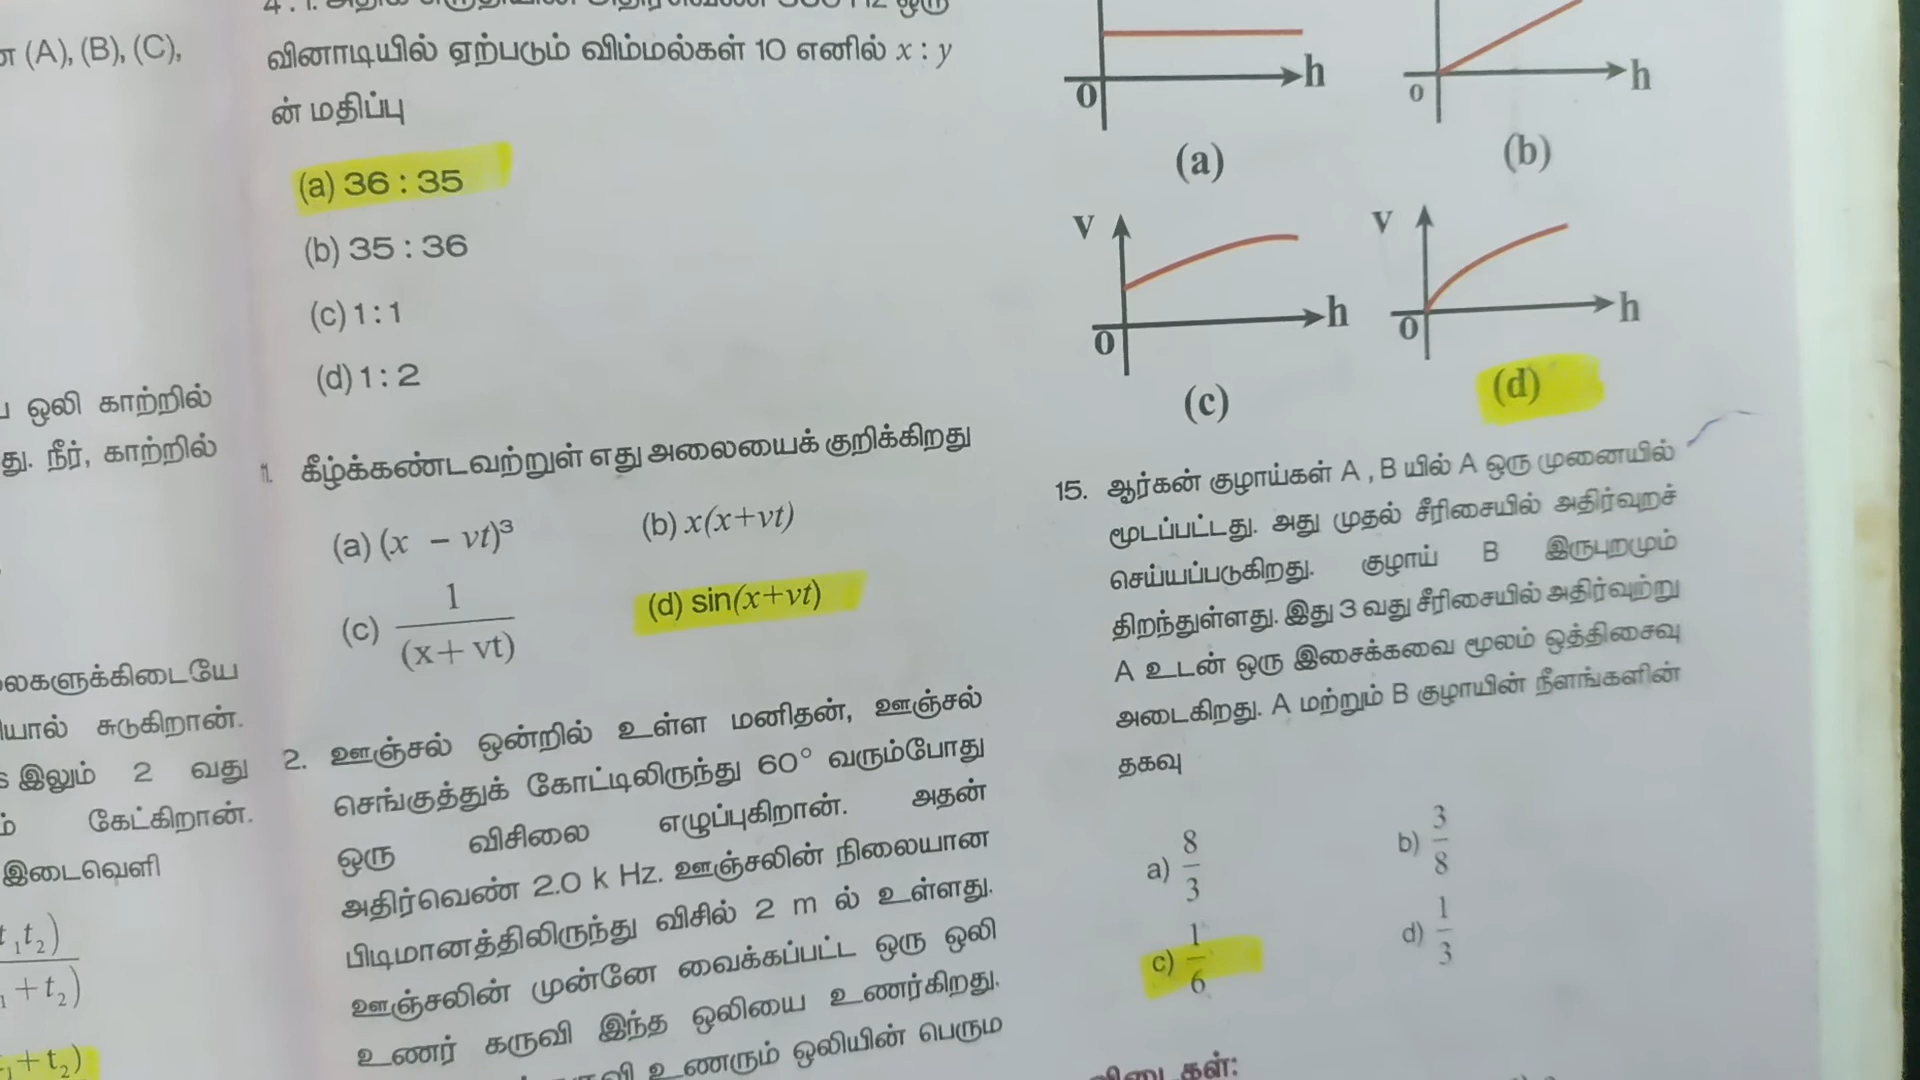 ன (A), (B), (C),
ஒலி காற்றில்
து. நீர், காற்றில்
லைகளுக்கிடையே
யால் சுடுகிறான்.
இலும் 2 வது
கேட்கிறான்.
இடைவெளி
t₁t₂)
+ t₂)
+ t₂)
வினாடியில் ஏற்படும் விம்மல்கள் 10 எனில் x : y
ன் மதிப்பு
(a) 36 : 35
(b) 35 : 36
(c) 1 : 1
(d) 1 : 2
11. கீழ்க்கண்டவற்றுள் எது அலையைக் குறிக்கிறது
(a) (x – vt)³ (b) x(x+vt)
(c) 1/(x+ vt) (d) sin(x+vt)
2. ஊஞ்சல் ஒன்றில் உள்ள மனிதன், ஊஞ்சல்
செங்குத்துக் கோட்டிலிருந்து 60° வரும்போது
ஒரு விசிலை எழுப்புகிறான். அதன்
அதிர்வெண் 2.0 k Hz. ஊஞ்சலின் நிலையான
பிடிமானத்திலிருந்து விசில் 2 m ல் உள்ளது.
ஊஞ்சலின் முன்னே வைக்கப்பட்ட ஒரு ஒலி
உணர் கருவி இந்த ஒலியை உணர்கிறது.
உணரும் ஒலியின் பெரும
0 h
(a)
0 h
(b)
V 0 h
(c)
V 0 h
(d)
15. ஆர்கன் குழாய்கள் A , B யில் A ஒரு முனையில்
மூடப்பட்டது. அது முதல் சீரிசையில் அதிர்வுறச்
செய்யப்படுகிறது. குழாய் B இருபுறமும்
திறந்துள்ளது. இது 3 வது சீரிசையில் அதிர்வுற்று
A உடன் ஒரு இசைக்கவை மூலம் ஒத்திசைவு
அடைகிறது. A மற்றும் B குழாயின் நீளங்களின்
தகவு
a) 8/3 b) 3/8
c) 1/6 d) 1/3